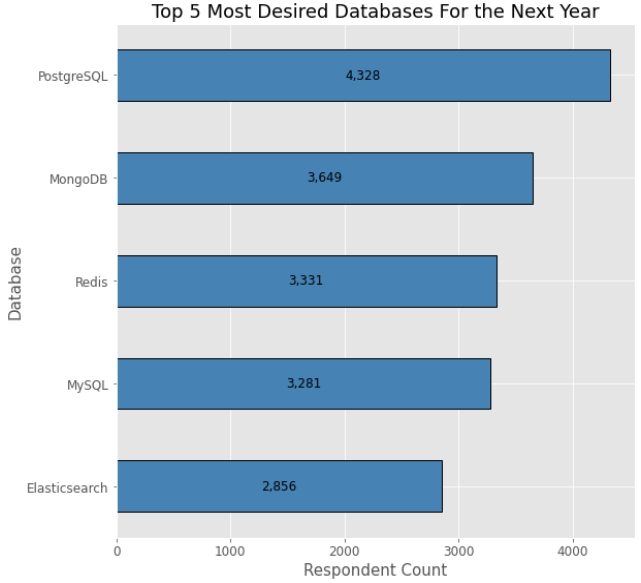 Top 5 Most Desired Databases For the Next Year
PostgreSQL
4,328
MongoDB
3,649
Redis
3,331
MySQL
3,281
Elasticsearch
2,856
Database
0 1000 2000 3000 4000
Respondent Count